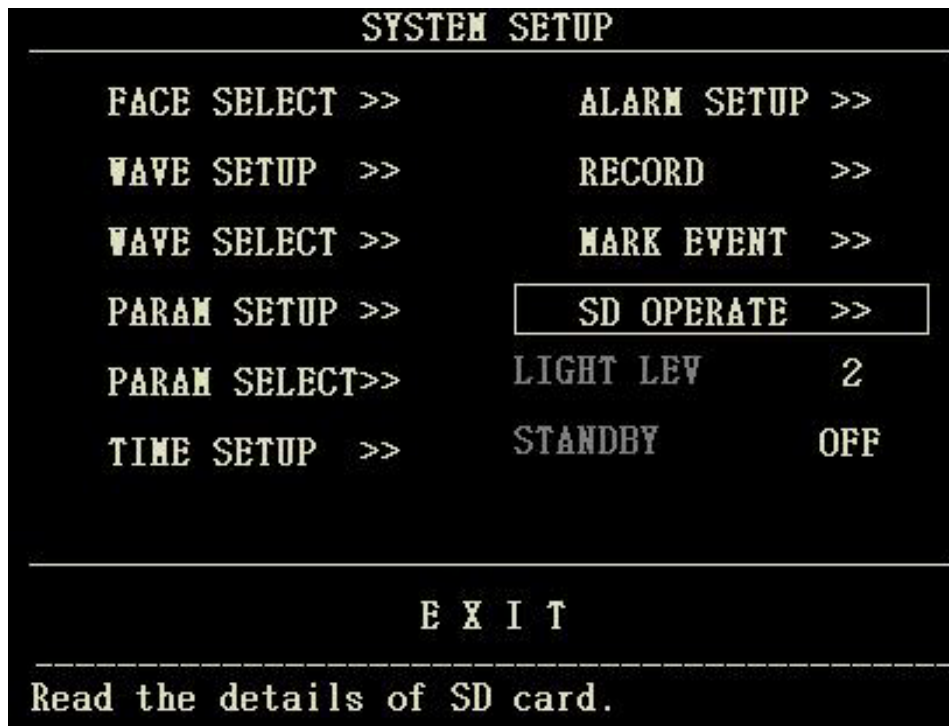 SYSTEM SETUP
FACE SELECT >> ALARM SETUP >>
WAVE SETUP >> RECORD >>
WAVE SELECT >> MARK EVENT >>
PARAM SETUP >> SD OPERATE >>
PARAM SELECT>> LIGHT LEV 2
TIME SETUP >> STANDBY OFF
E X I T
Read the details of SD card.